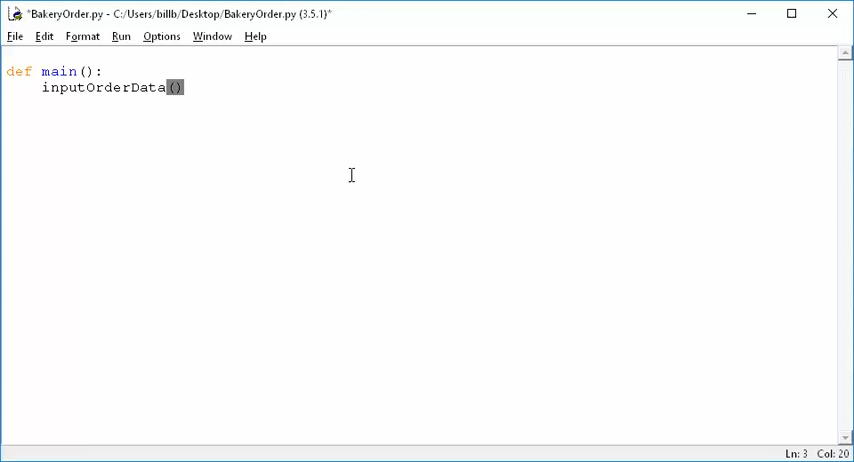 *BakeryOrder.py - C:/Users/billb/Desktop/BakeryOrder.py (3.5.1)*
File Edit Format Run Options Window Help
def main():
    inputOrderData()
Ln: 3 Col: 20